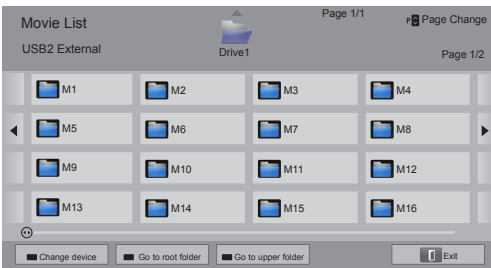 Movie List
Page 1/1
P Page Change
USB2 External
Drive1
Page 1/2
M1 M2 M3 M4
M5 M6 M7 M8
M9 M10 M11 M12
M13 M14 M15 M16
Change device Go to root folder Go to upper folder Exit